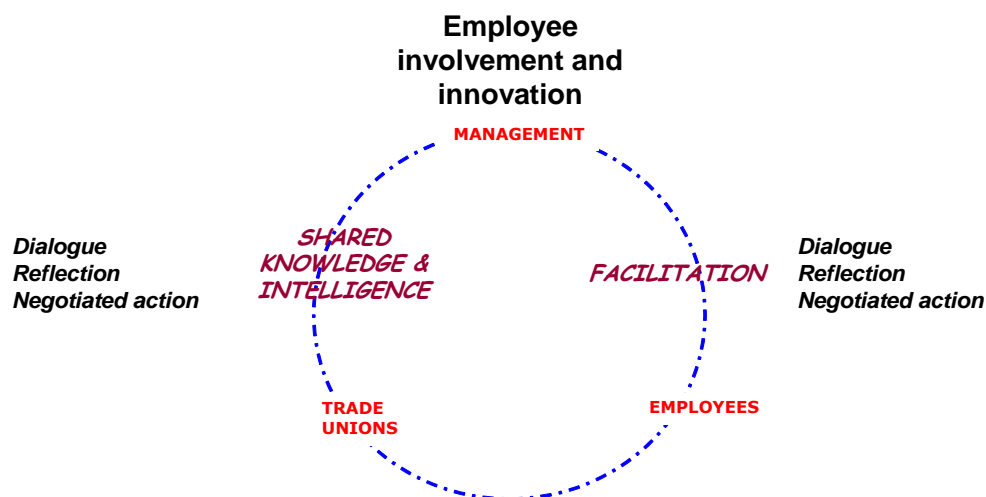 Employee
involvement and
innovation
MANAGEMENT
SHARED
KNOWLEDGE &
INTELLIGENCE
FACILITATION
Dialogue
Reflection
Negotiated action
Dialogue
Reflection
Negotiated action
TRADE
UNIONS
EMPLOYEES